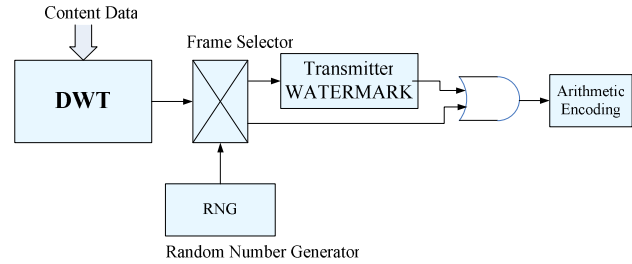 Content Data
DWT
Frame Selector
Transmitter
WATERMARK
Arithmetic
Encoding
RNG
Random Number Generator